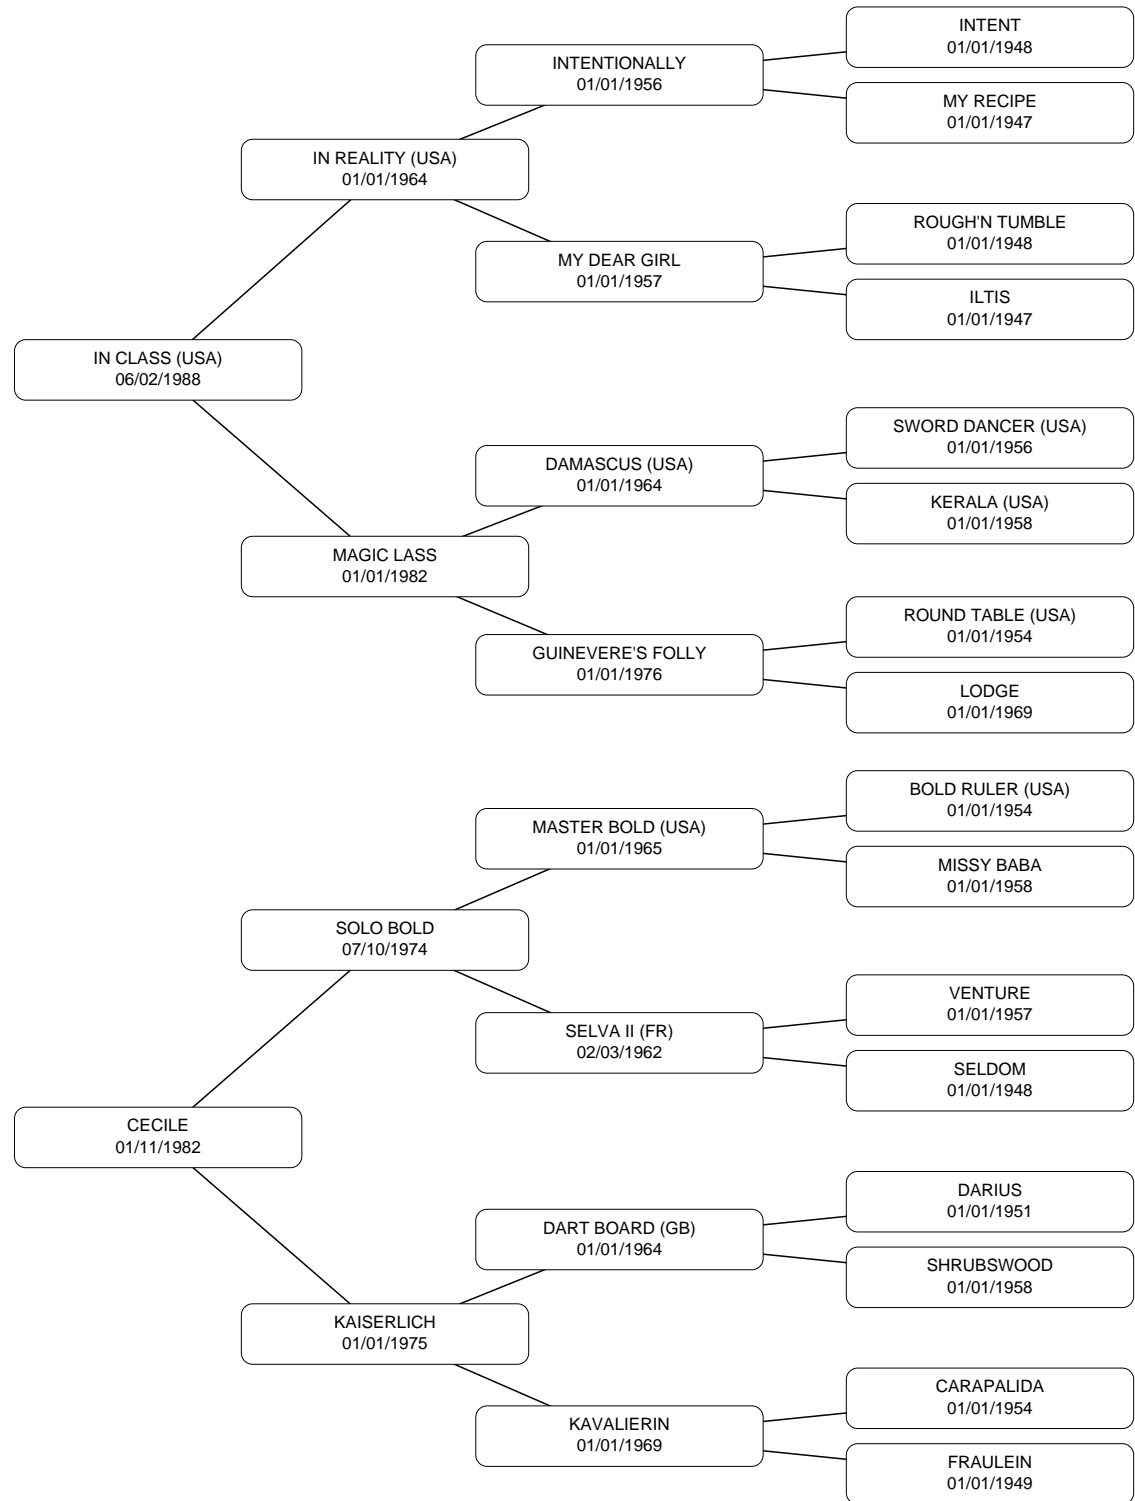 INTENT
01/01/1948
INTENTIONALLY
01/01/1956
MY RECIPE
01/01/1947
IN REALITY (USA)
01/01/1964
ROUGH'N TUMBLE
01/01/1948
MY DEAR GIRL
01/01/1957
ILTIS
01/01/1947
IN CLASS (USA)
06/02/1988
SWORD DANCER (USA)
01/01/1956
DAMASCUS (USA)
01/01/1964
KERALA (USA)
01/01/1958
MAGIC LASS
01/01/1982
ROUND TABLE (USA)
01/01/1954
GUINEVERE'S FOLLY
01/01/1976
LODGE
01/01/1969
BOLD RULER (USA)
01/01/1954
MASTER BOLD (USA)
01/01/1965
MISSY BABA
01/01/1958
SOLO BOLD
07/10/1974
VENTURE
01/01/1957
SELVA II (FR)
02/03/1962
SELDOM
01/01/1948
CECILE
01/11/1982
DARIUS
01/01/1951
DART BOARD (GB)
01/01/1964
SHRUBSWOOD
01/01/1958
KAISERLICH
01/01/1975
CARAPALIDA
01/01/1954
KAVALIERIN
01/01/1969
FRAULEIN
01/01/1949